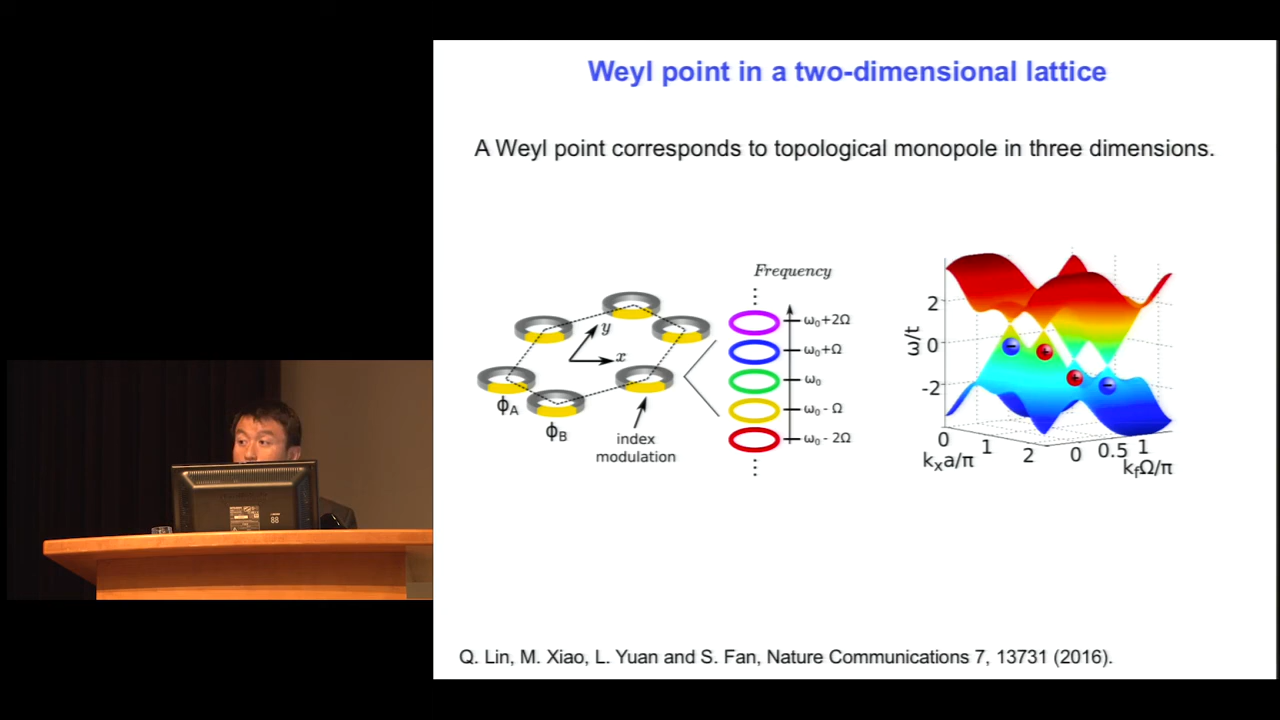 Weyl point in a two-dimensional lattice
A Weyl point corresponds to topological monopole in three dimensions.
Frequency
ω₀+2Ω
ω₀+Ω
ω₀
ω₀ - Ω
ω₀ - 2Ω
y
x
ϕA
ϕB
index
modulation
ω/t
2
0
-2
− + + −
0 1 2
kₓa/π
0 0.5 1
k_fΩ/π
88
Q. Lin, M. Xiao, L. Yuan and S. Fan, Nature Communications 7, 13731 (2016).